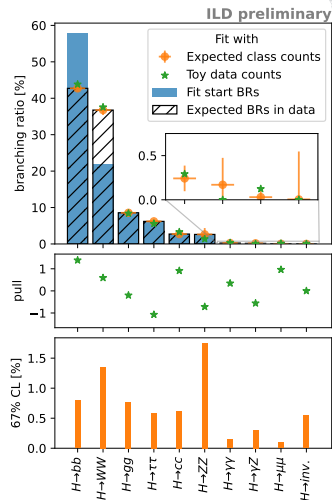 ILD preliminary
60
50
40
30
20
10
0
branching ratio [%]
Fit with
Expected class counts
Toy data counts
Fit start BRs
Expected BRs in data
0.5
0.0
1
0
−1
pull
1.5
1.0
0.5
0.0
67% CL [%]
H→bb
H→WW
H→gg
H→ττ
H→cc
H→ZZ
H→γγ
H→γZ
H→μμ
H→inv.